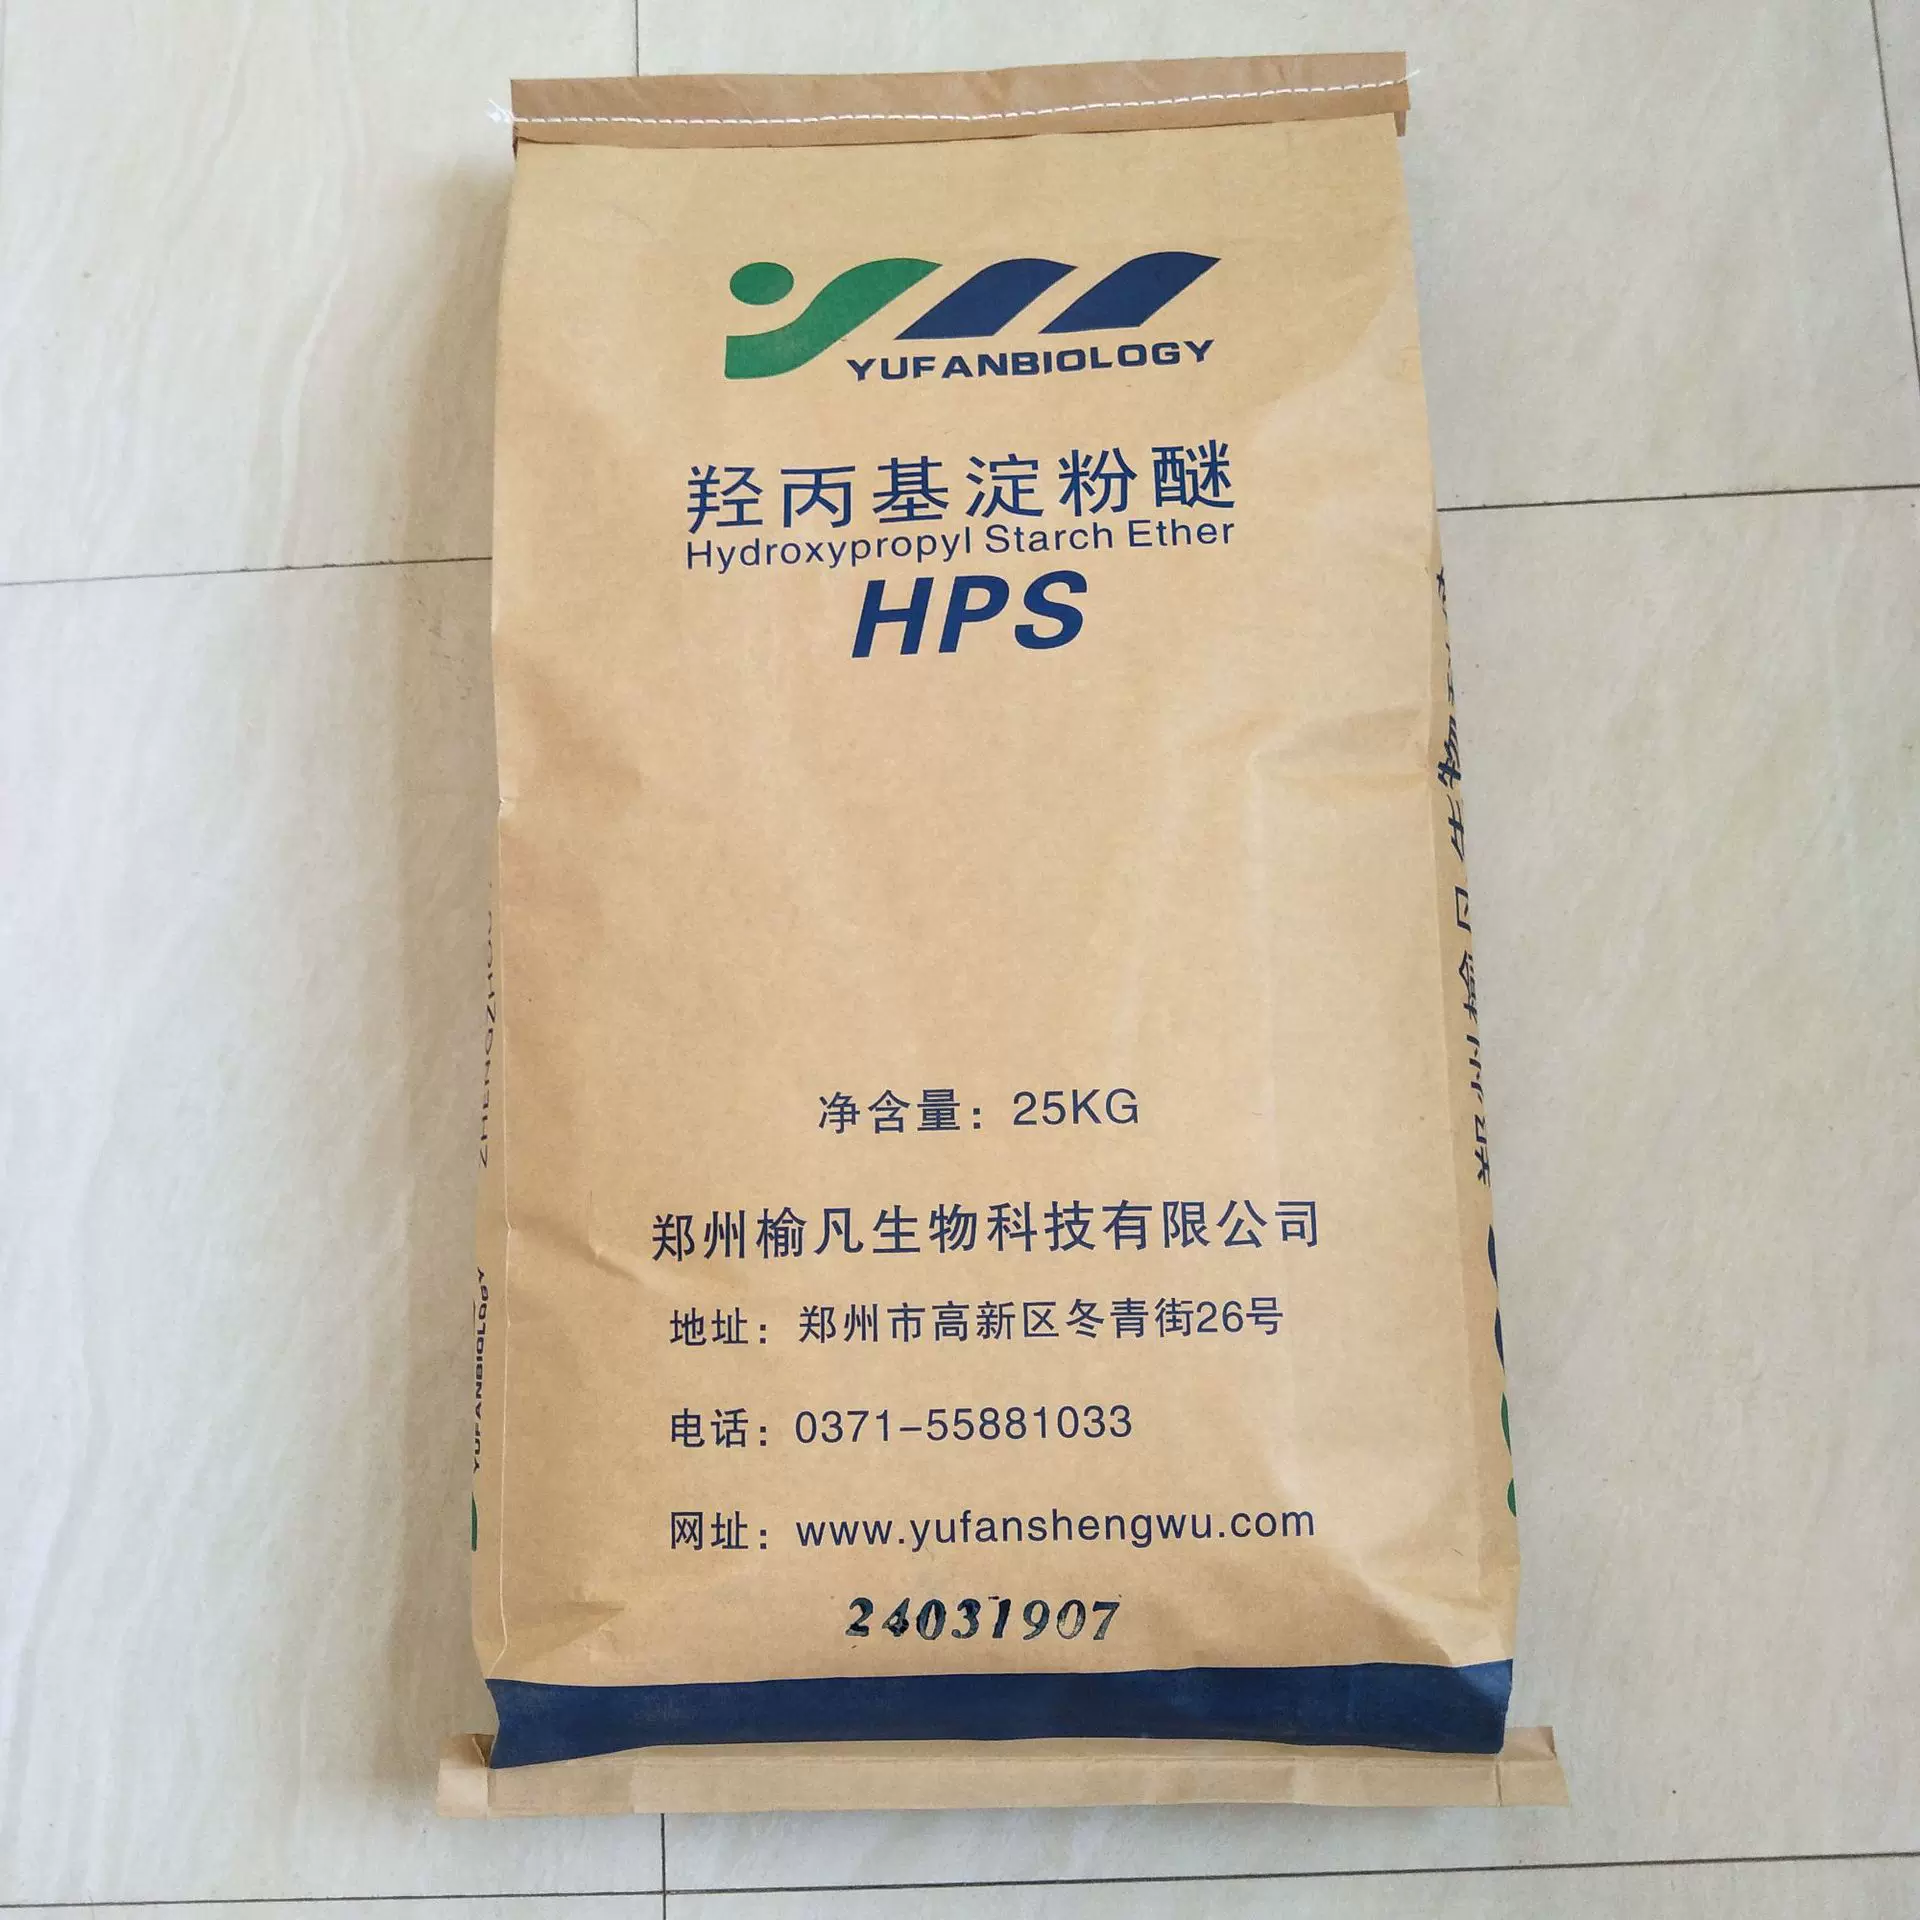 YUFANBIOLOGY
羟丙基淀粉醚
Hydroxypropyl Starch Ether
HPS
净含量：25KG
郑州榆凡生物科技有限公司
地址：郑州市高新区冬青街26号
电话：0371-55881033
网址：www.yufanshengwu.com
24031907
YUFANBIOLOGY